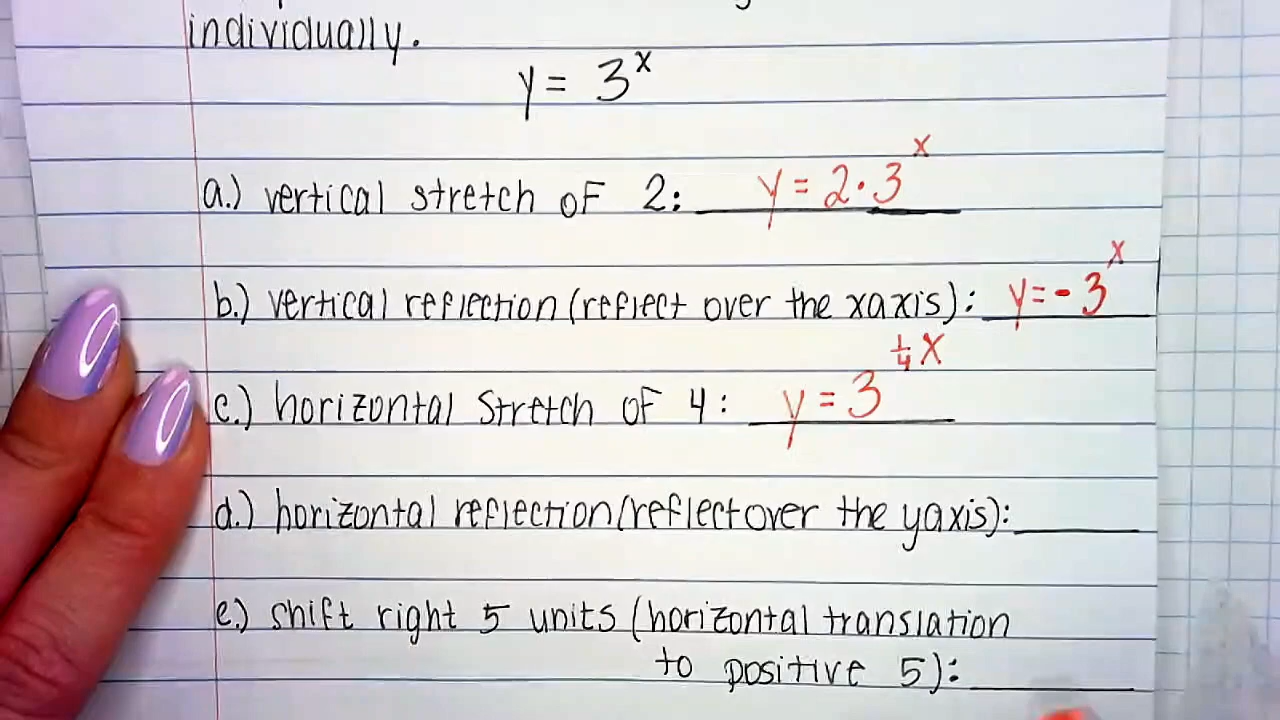 individually.
y = 3^x
a.) vertical stretch of 2: y = 2 · 3^x
b.) vertical reflection (reflect over the x axis): y = - 3^x
c.) horizontal stretch of 4: y = 3^{1/4 x}
d.) horizontal reflection (reflect over the y axis):
e.) shift right 5 units (horizontal translation
to positive 5):